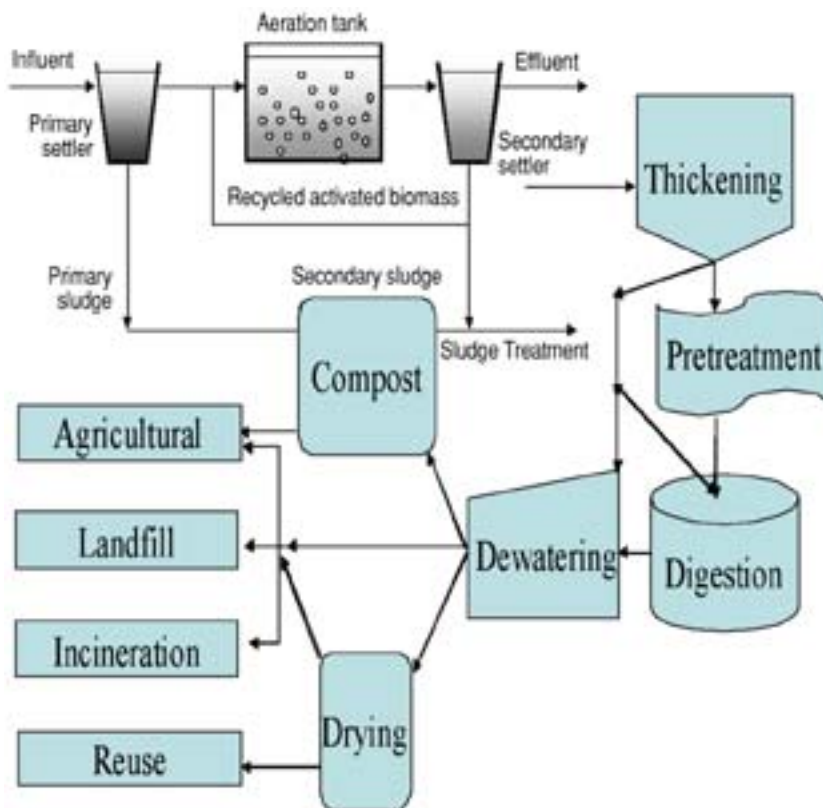 Aeration tank
Influent
Effluent
Primary
settler
Secondary
settler
Thickening
Recycled activated biomass
Primary
sludge
Secondary sludge
Sludge Treatment
Pretreatment
Compost
Agricultural
Landfill
Dewatering
Digestion
Incineration
Drying
Reuse